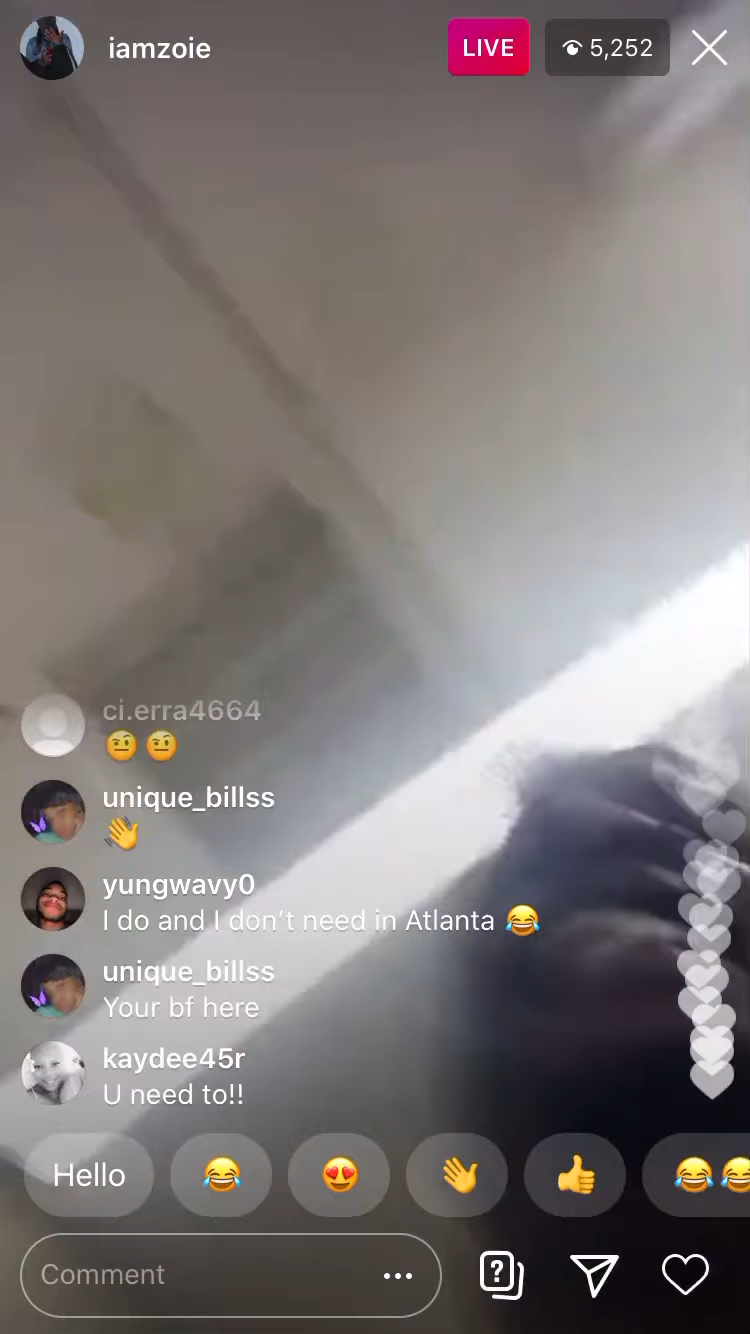 iamzoie
LIVE
5,252
ci.erra4664
🤨 🤨
unique_billss
👋
yungwavy0
I do and I don’t need in Atlanta 😂
unique_billss
Your bf here
kaydee45r
U need to!!
Hello
😂
😍
👋
👍
😂😂
Comment